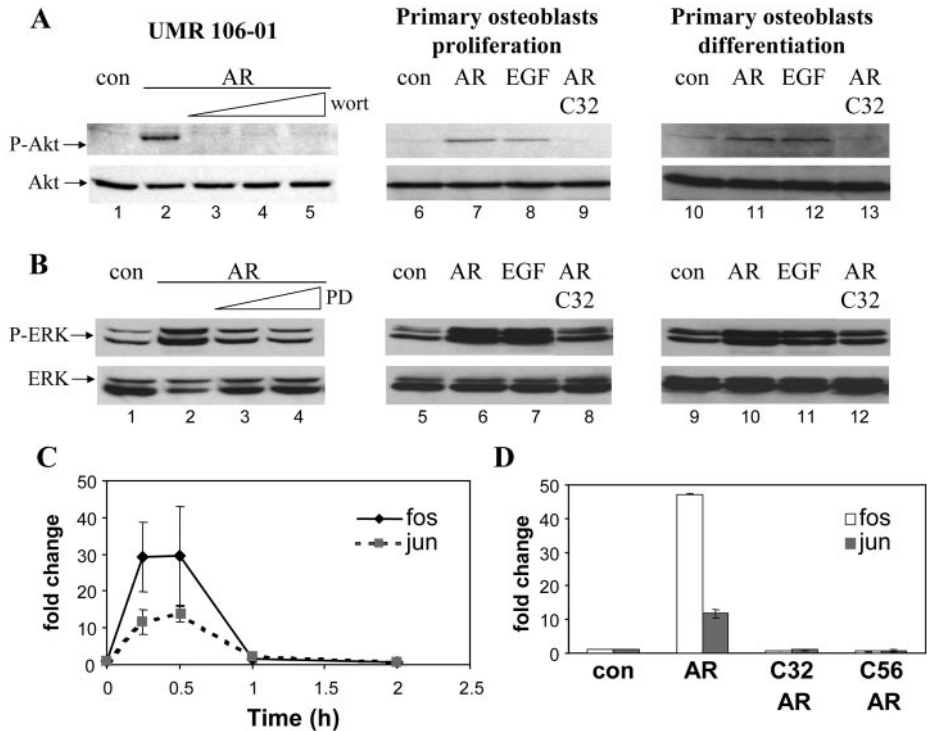 A
UMR 106-01
Primary osteoblasts
proliferation
Primary osteoblasts
differentiation
con AR wort
con AR EGF AR
C32
con AR EGF AR
C32
P-Akt
Akt
1 2 3 4 5 6 7 8 9 10 11 12 13
B
con AR PD
con AR EGF AR
C32
con AR EGF AR
C32
P-ERK
ERK
1 2 3 4 5 6 7 8 9 10 11 12
C
fold change
50
40
30
20
10
0
fos
jun
0 0.5 1 1.5 2 2.5
Time (h)
D
fold change
50
40
30
20
10
0
fos
jun
con AR C32 C56
AR AR